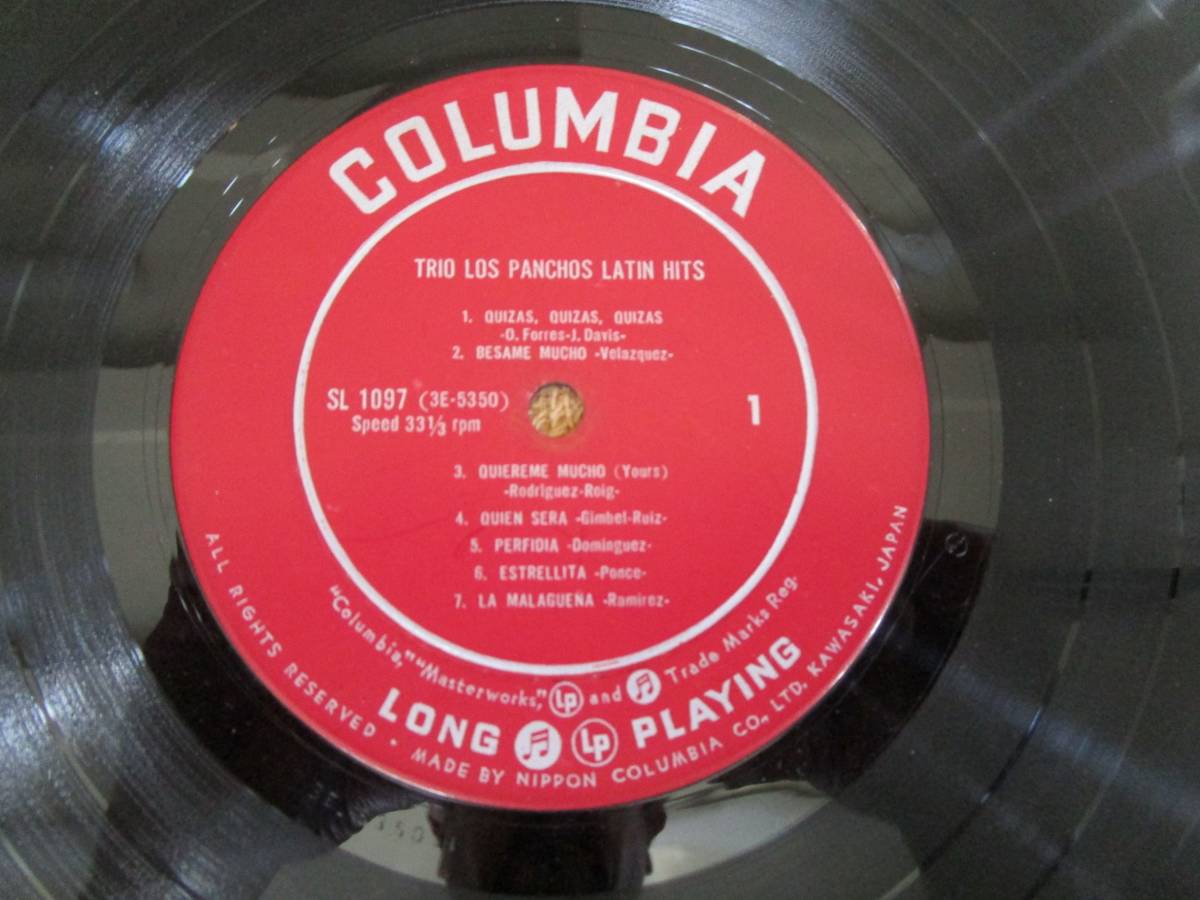 COLUMBIA
TRIO LOS PANCHOS LATIN HITS
1. QUIZAS, QUIZAS, QUIZAS
-O. Forres-J. Davis-
2. BESAME MUCHO -Velazquez-
SL 1097 (3E-5350)
Speed 33⅓ rpm
1
3. QUIEREME MUCHO (Yours)
-Rodriguez-Roig-
4. QUIEN SERA -Gimbel-Ruiz-
5. PERFIDIA -Dominguez-
6. ESTRELLITA -Ponce-
7. LA MALAGUEÑA -Ramirez-
"Columbia," "Masterworks," Lp and Trade Marks Reg.
LONG Lp PLAYING
ALL RIGHTS RESERVED · MADE BY NIPPON COLUMBIA CO., LTD. KAWASAKI, JAPAN